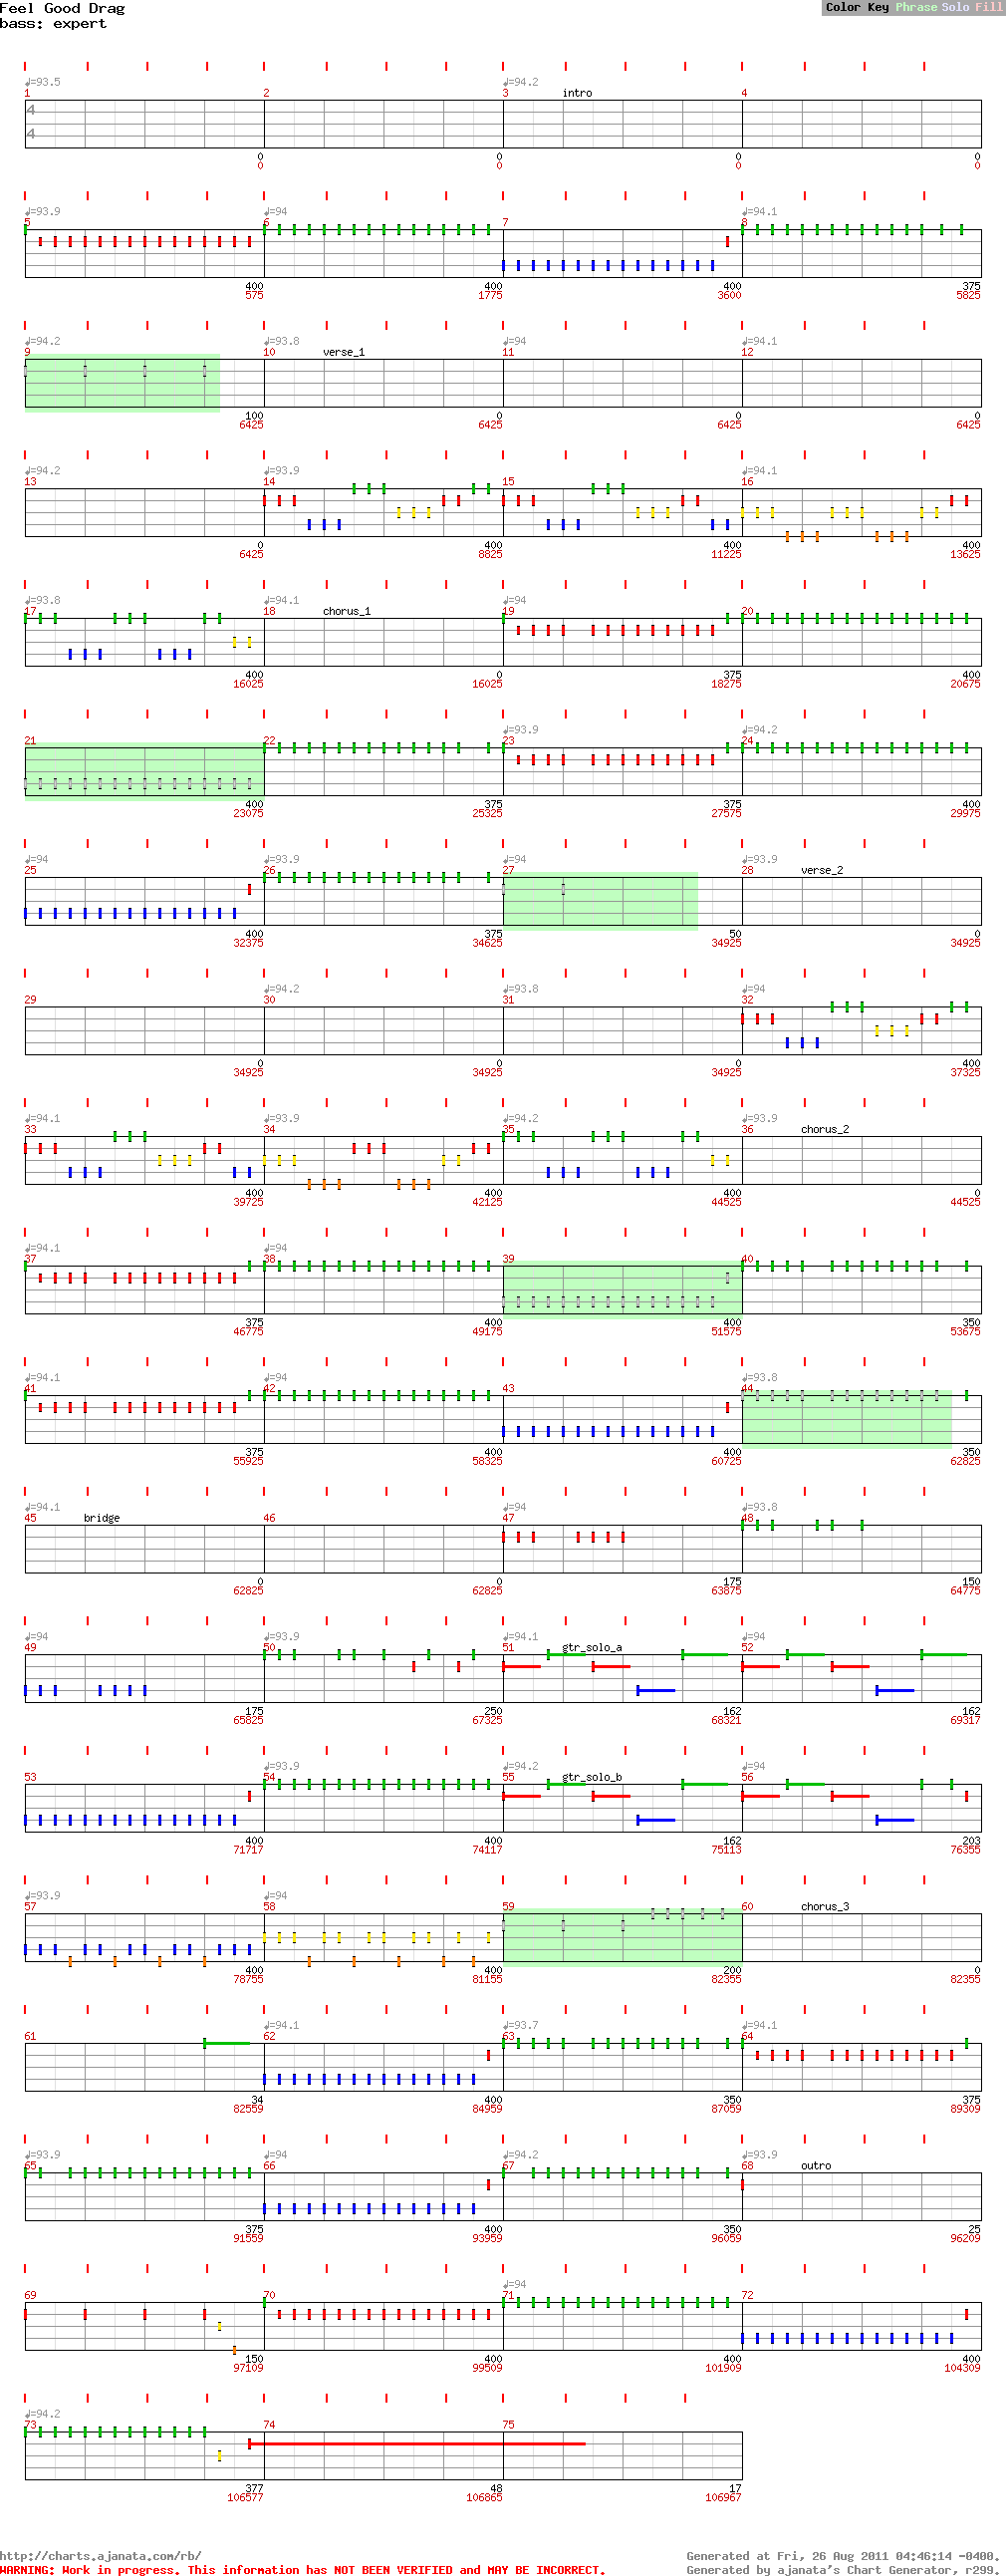 Feel Good Drag
bass: expert
Color Key Phrase Solo Fill
♩=93.5 ♩=94.2
1 2 3 intro 4
4
4
0 0 0 0
0 0 0 0
♩=93.9 ♩=94 ♩=94.1
5 6 7 8
400 400 400 375
575 1775 3600 5825
♩=94.2 ♩=93.8 ♩=94 ♩=94.1
9 10 verse_1 11 12
100 0 0 0
6425 6425 6425 6425
♩=94.2 ♩=93.9 ♩=94.1
13 14 15 16
0 400 400 400
6425 8825 11225 13625
♩=93.8 ♩=94.1 ♩=94
17 18 chorus_1 19 20
400 0 375 400
16025 16025 18275 20675
♩=93.9 ♩=94.2
21 22 23 24
400 375 375 400
23075 25325 27575 29975
♩=94 ♩=93.9 ♩=94 ♩=93.9
25 26 27 28 verse_2
400 375 50 0
32375 34625 34925 34925
♩=94.2 ♩=93.8 ♩=94
29 30 31 32
0 0 0 400
34925 34925 34925 37325
♩=94.1 ♩=93.9 ♩=94.2 ♩=93.9
33 34 35 36 chorus_2
400 400 400 0
39725 42125 44525 44525
♩=94.1 ♩=94
37 38 39 40
375 400 400 350
46775 49175 51575 53675
♩=94.1 ♩=94 ♩=93.8
41 42 43 44
375 400 400 350
55925 58325 60725 62825
♩=94.1 ♩=94 ♩=93.8
45 bridge 46 47 48
0 0 175 150
62825 62825 63875 64775
♩=94 ♩=93.9 ♩=94.1 ♩=94
49 50 51 gtr_solo_a 52
175 250 162 162
65825 67325 68321 69317
♩=93.9 ♩=94.2 ♩=94
53 54 55 gtr_solo_b 56
400 400 162 203
71717 74117 75113 76355
♩=93.9 ♩=94
57 58 59 60 chorus_3
400 400 200 0
78755 81155 82355 82355
♩=94.1 ♩=93.7 ♩=94.1
61 62 63 64
34 400 350 375
82559 84959 87059 89309
♩=93.9 ♩=94 ♩=94.2 ♩=93.9
65 66 67 68 outro
375 400 350 25
91559 93959 96059 96209
♩=94
69 70 71 72
150 400 400 400
97109 99509 101909 104309
♩=94.2
73 74 75
377 48 17
106577 106865 106967
http://charts.ajanata.com/rb/
WARNING: Work in progress. This information has NOT BEEN VERIFIED and MAY BE INCORRECT.
Generated at Fri, 26 Aug 2011 04:46:14 -0400.
Generated by ajanata's Chart Generator, r299.